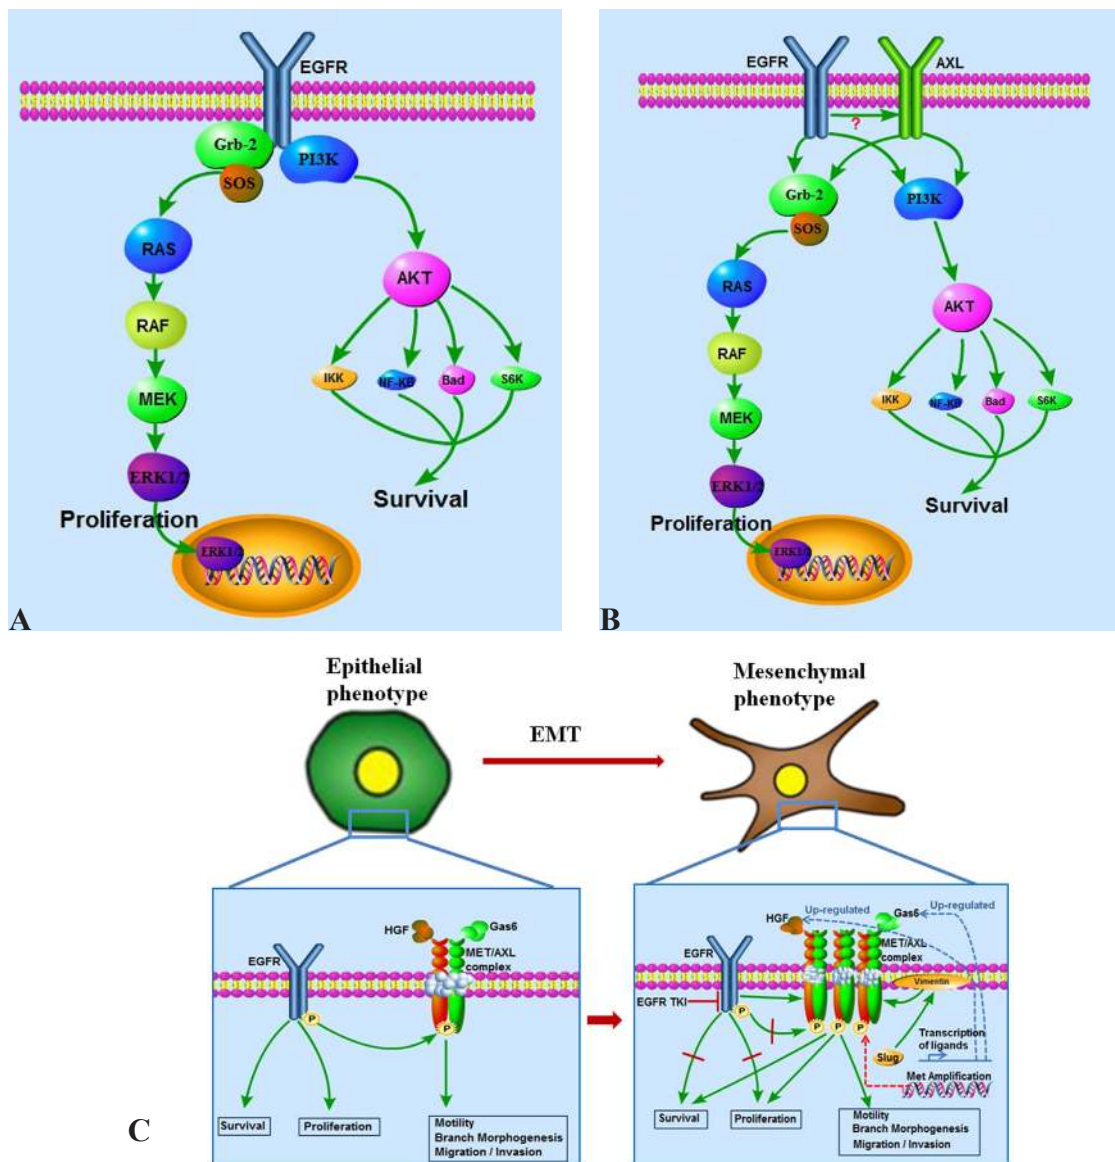 EGFR
Grb-2
PI3K
SOS
RAS
AKT
RAF
IKK
NF-KB
Bad
S6K
MEK
ERK1/2
Survival
Proliferation
ERK1/2
A
EGFR
AXL
?
Grb-2
PI3K
SOS
RAS
AKT
RAF
IKK
NF-KB
Bad
S6K
MEK
ERK1/2
Survival
Proliferation
ERK1/2
B
Epithelial
phenotype
EMT
Mesenchymal
phenotype
HGF
Gas6
EGFR
MET/AXL
complex
P
P
Survival
Proliferation
Motility
Branch Morphogenesis
Migration / Invasion
HGF
Up-regulated
Gas6
Up-regulated
EGFR
MET/AXL
complex
Vimentin
EGFR TKI
P
P
P
P
Slug
Transcription
of ligands
Met Amplification
Survival
Proliferation
Motility
Branch Morphogenesis
Migration / Invasion
C